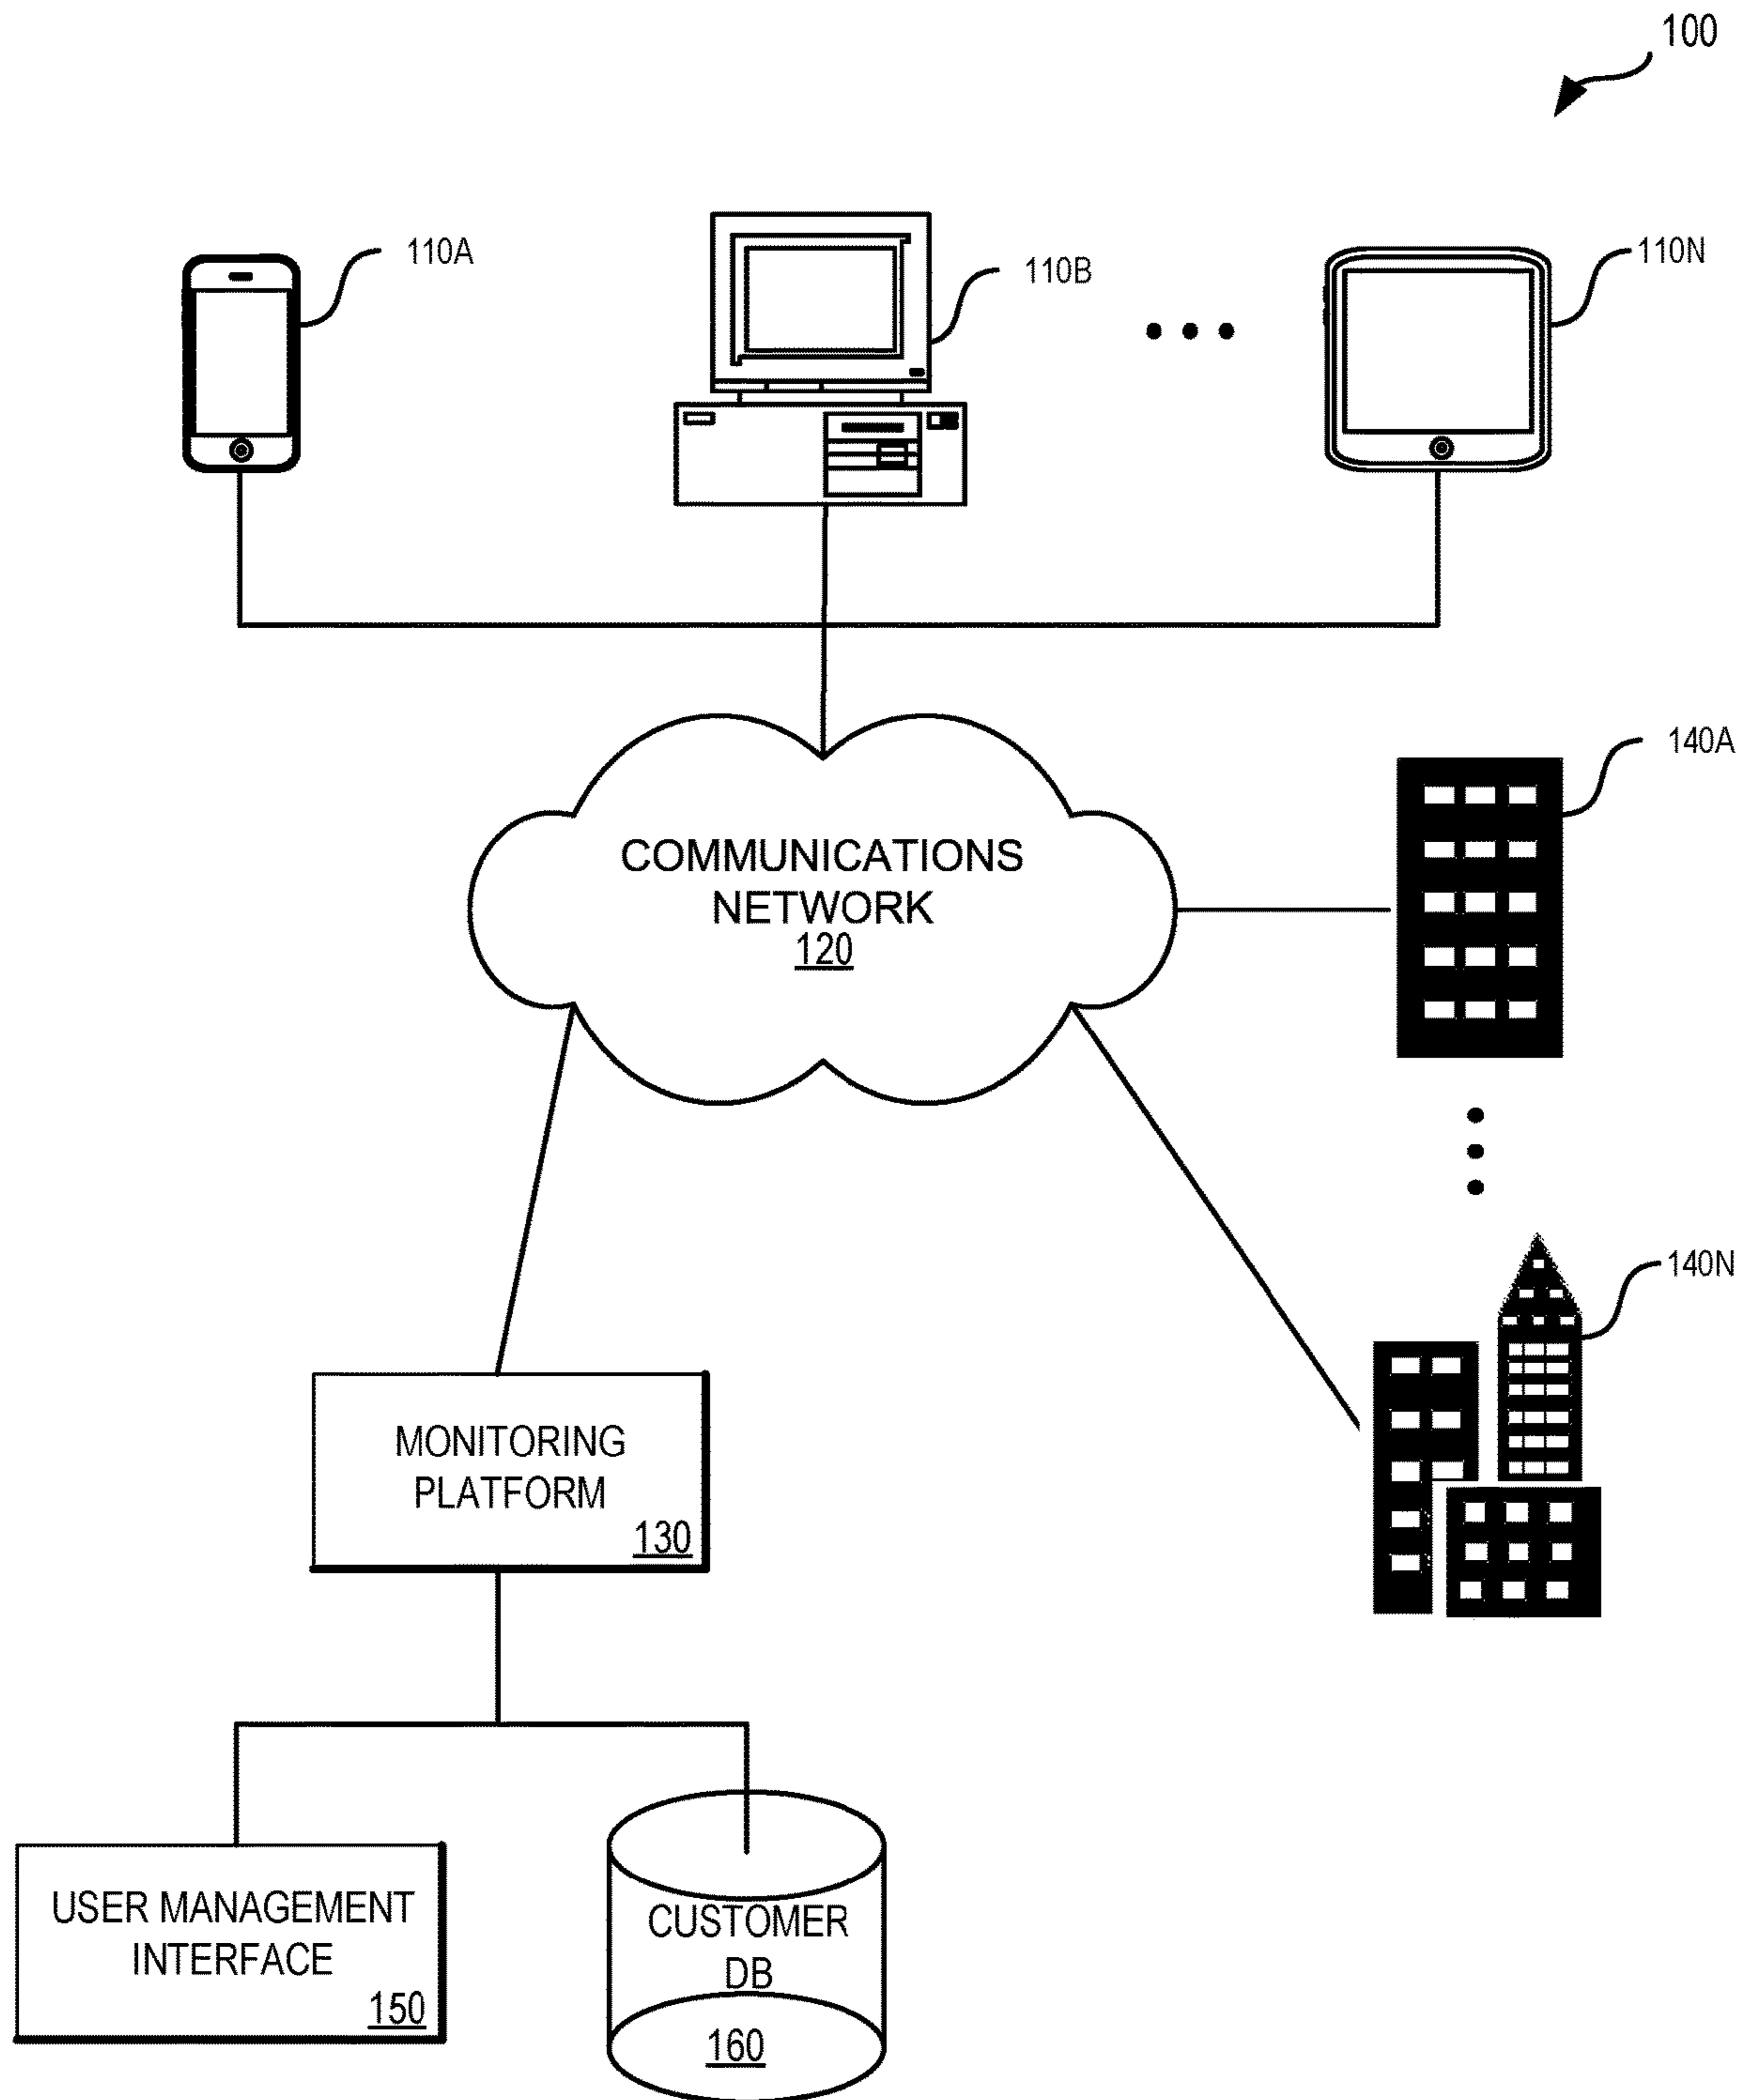 100
110A
110B
110N
COMMUNICATIONS
NETWORK
120
140A
140N
MONITORING
PLATFORM
130
USER MANAGEMENT
INTERFACE
150
CUSTOMER
DB
160